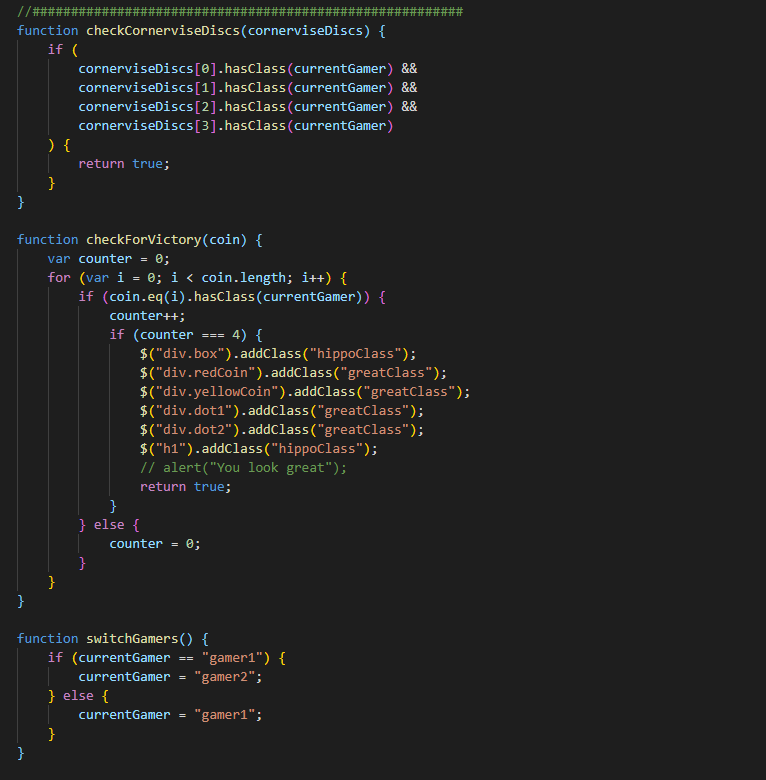 //########################################################
function checkCornerviseDiscs(cornerviseDiscs) {
    if (
        cornerviseDiscs[0].hasClass(currentGamer) &&
        cornerviseDiscs[1].hasClass(currentGamer) &&
        cornerviseDiscs[2].hasClass(currentGamer) &&
        cornerviseDiscs[3].hasClass(currentGamer)
    ) {
        return true;
    }
}

function checkForVictory(coin) {
    var counter = 0;
    for (var i = 0; i < coin.length; i++) {
        if (coin.eq(i).hasClass(currentGamer)) {
            counter++;
            if (counter === 4) {
                $("div.box").addClass("hippoClass");
                $("div.redCoin").addClass("greatClass");
                $("div.yellowCoin").addClass("greatClass");
                $("div.dot1").addClass("greatClass");
                $("div.dot2").addClass("greatClass");
                $("h1").addClass("hippoClass");
                // alert("You look great");
                return true;
            }
        } else {
            counter = 0;
        }
    }
}

function switchGamers() {
    if (currentGamer == "gamer1") {
        currentGamer = "gamer2";
    } else {
        currentGamer = "gamer1";
    }
}